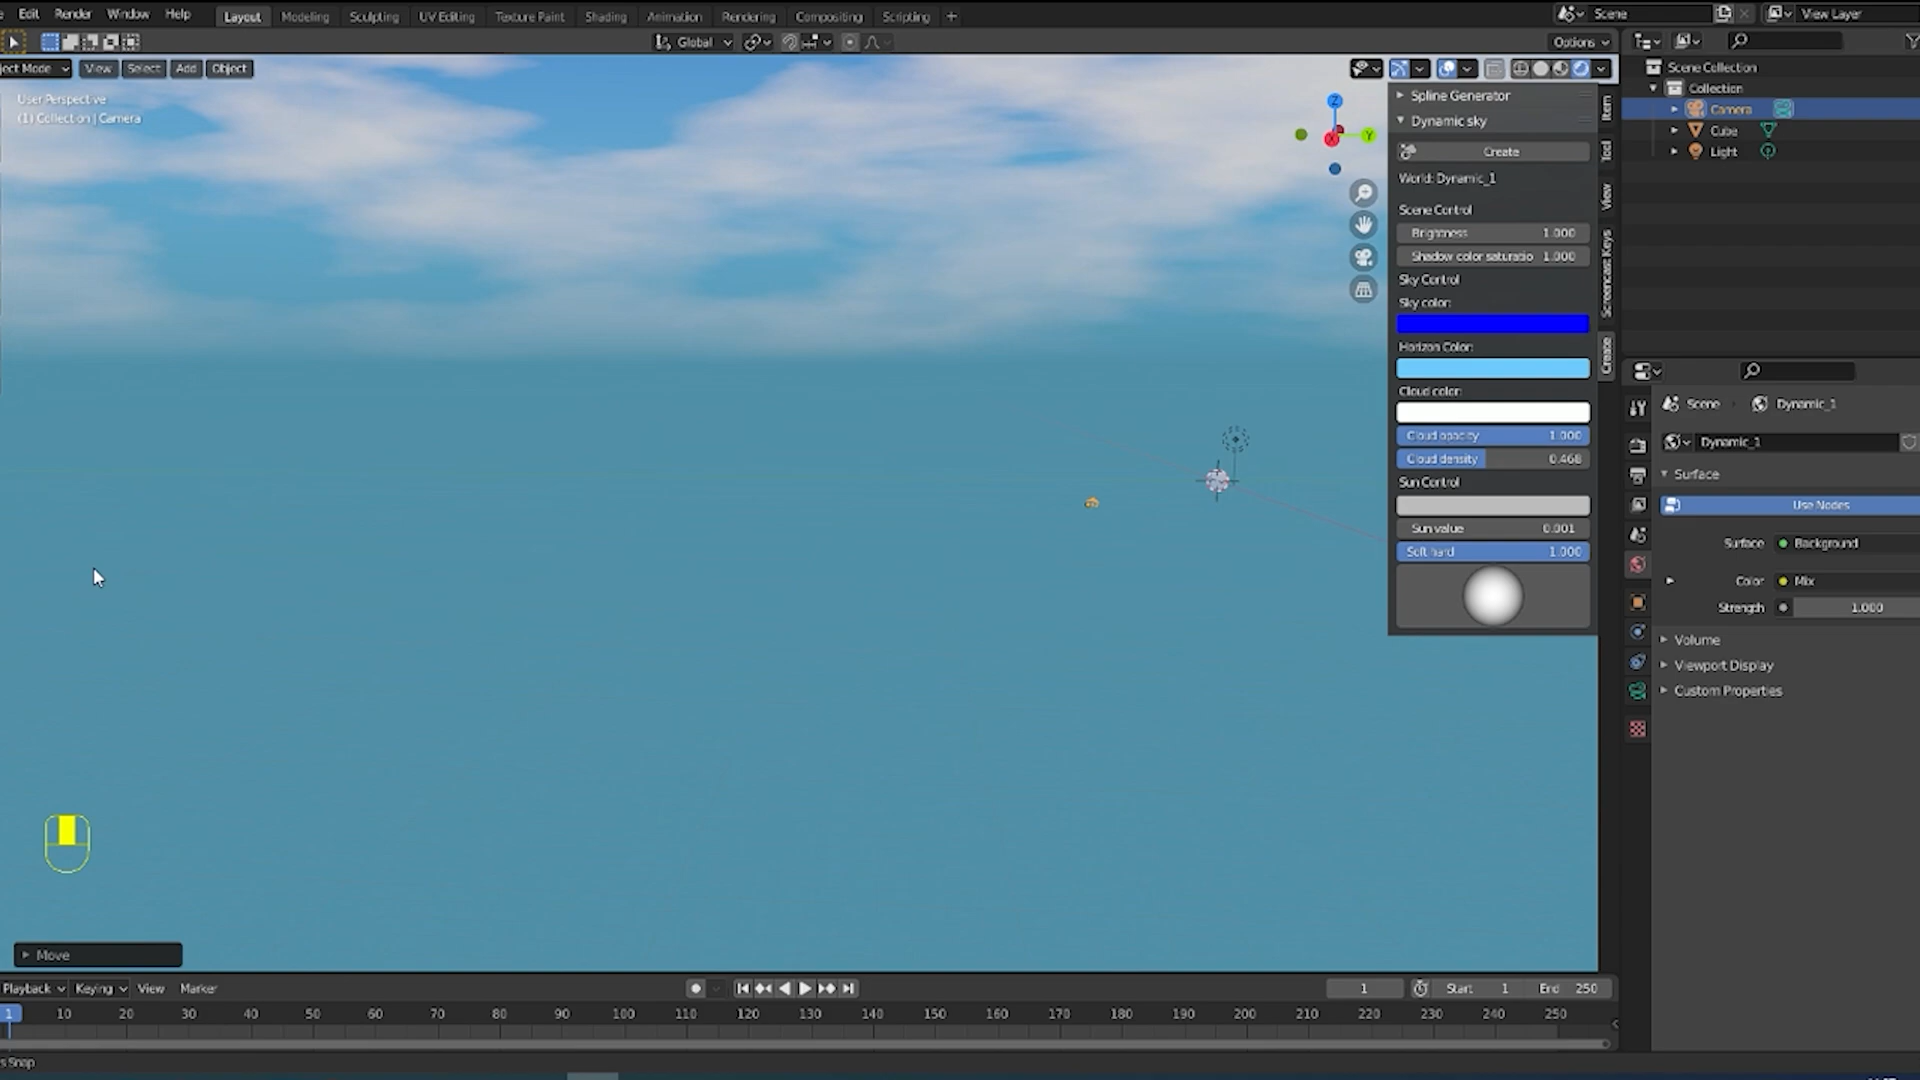 Edit Render Window Help Layout Modeling Sculpting UV Editing Texture Paint Shading Animation Rendering Compositing Scripting + Scene View Layer
Global Options
ject Mode View Select Add Object
User Perspective
(1) Collection | Camera
Z
X
Y
Spline Generator
Dynamic sky
Create
World: Dynamic_1
Scene Control
Brightness 1.000
Shadow color saturatio 1.000
Sky Control
Sky color:
Horizon Color:
Cloud color:
Cloud opacity 1.000
Cloud density 0.468
Sun Control
Sun value 0.001
Soft hard 1.000
Item
Tool
View
Screencast Keys
Create
Scene Collection
Collection
Camera
Cube
Light
Scene Dynamic_1
Dynamic_1
Surface
Use Nodes
Surface Background
Color Mix
Strength 1.000
Volume
Viewport Display
Custom Properties
Move
Playback Keying View Marker 1 Start 1 End 250
1 10 20 30 40 50 60 70 80 90 100 110 120 130 140 150 160 170 180 190 200 210 220 230 240 250
s Snap